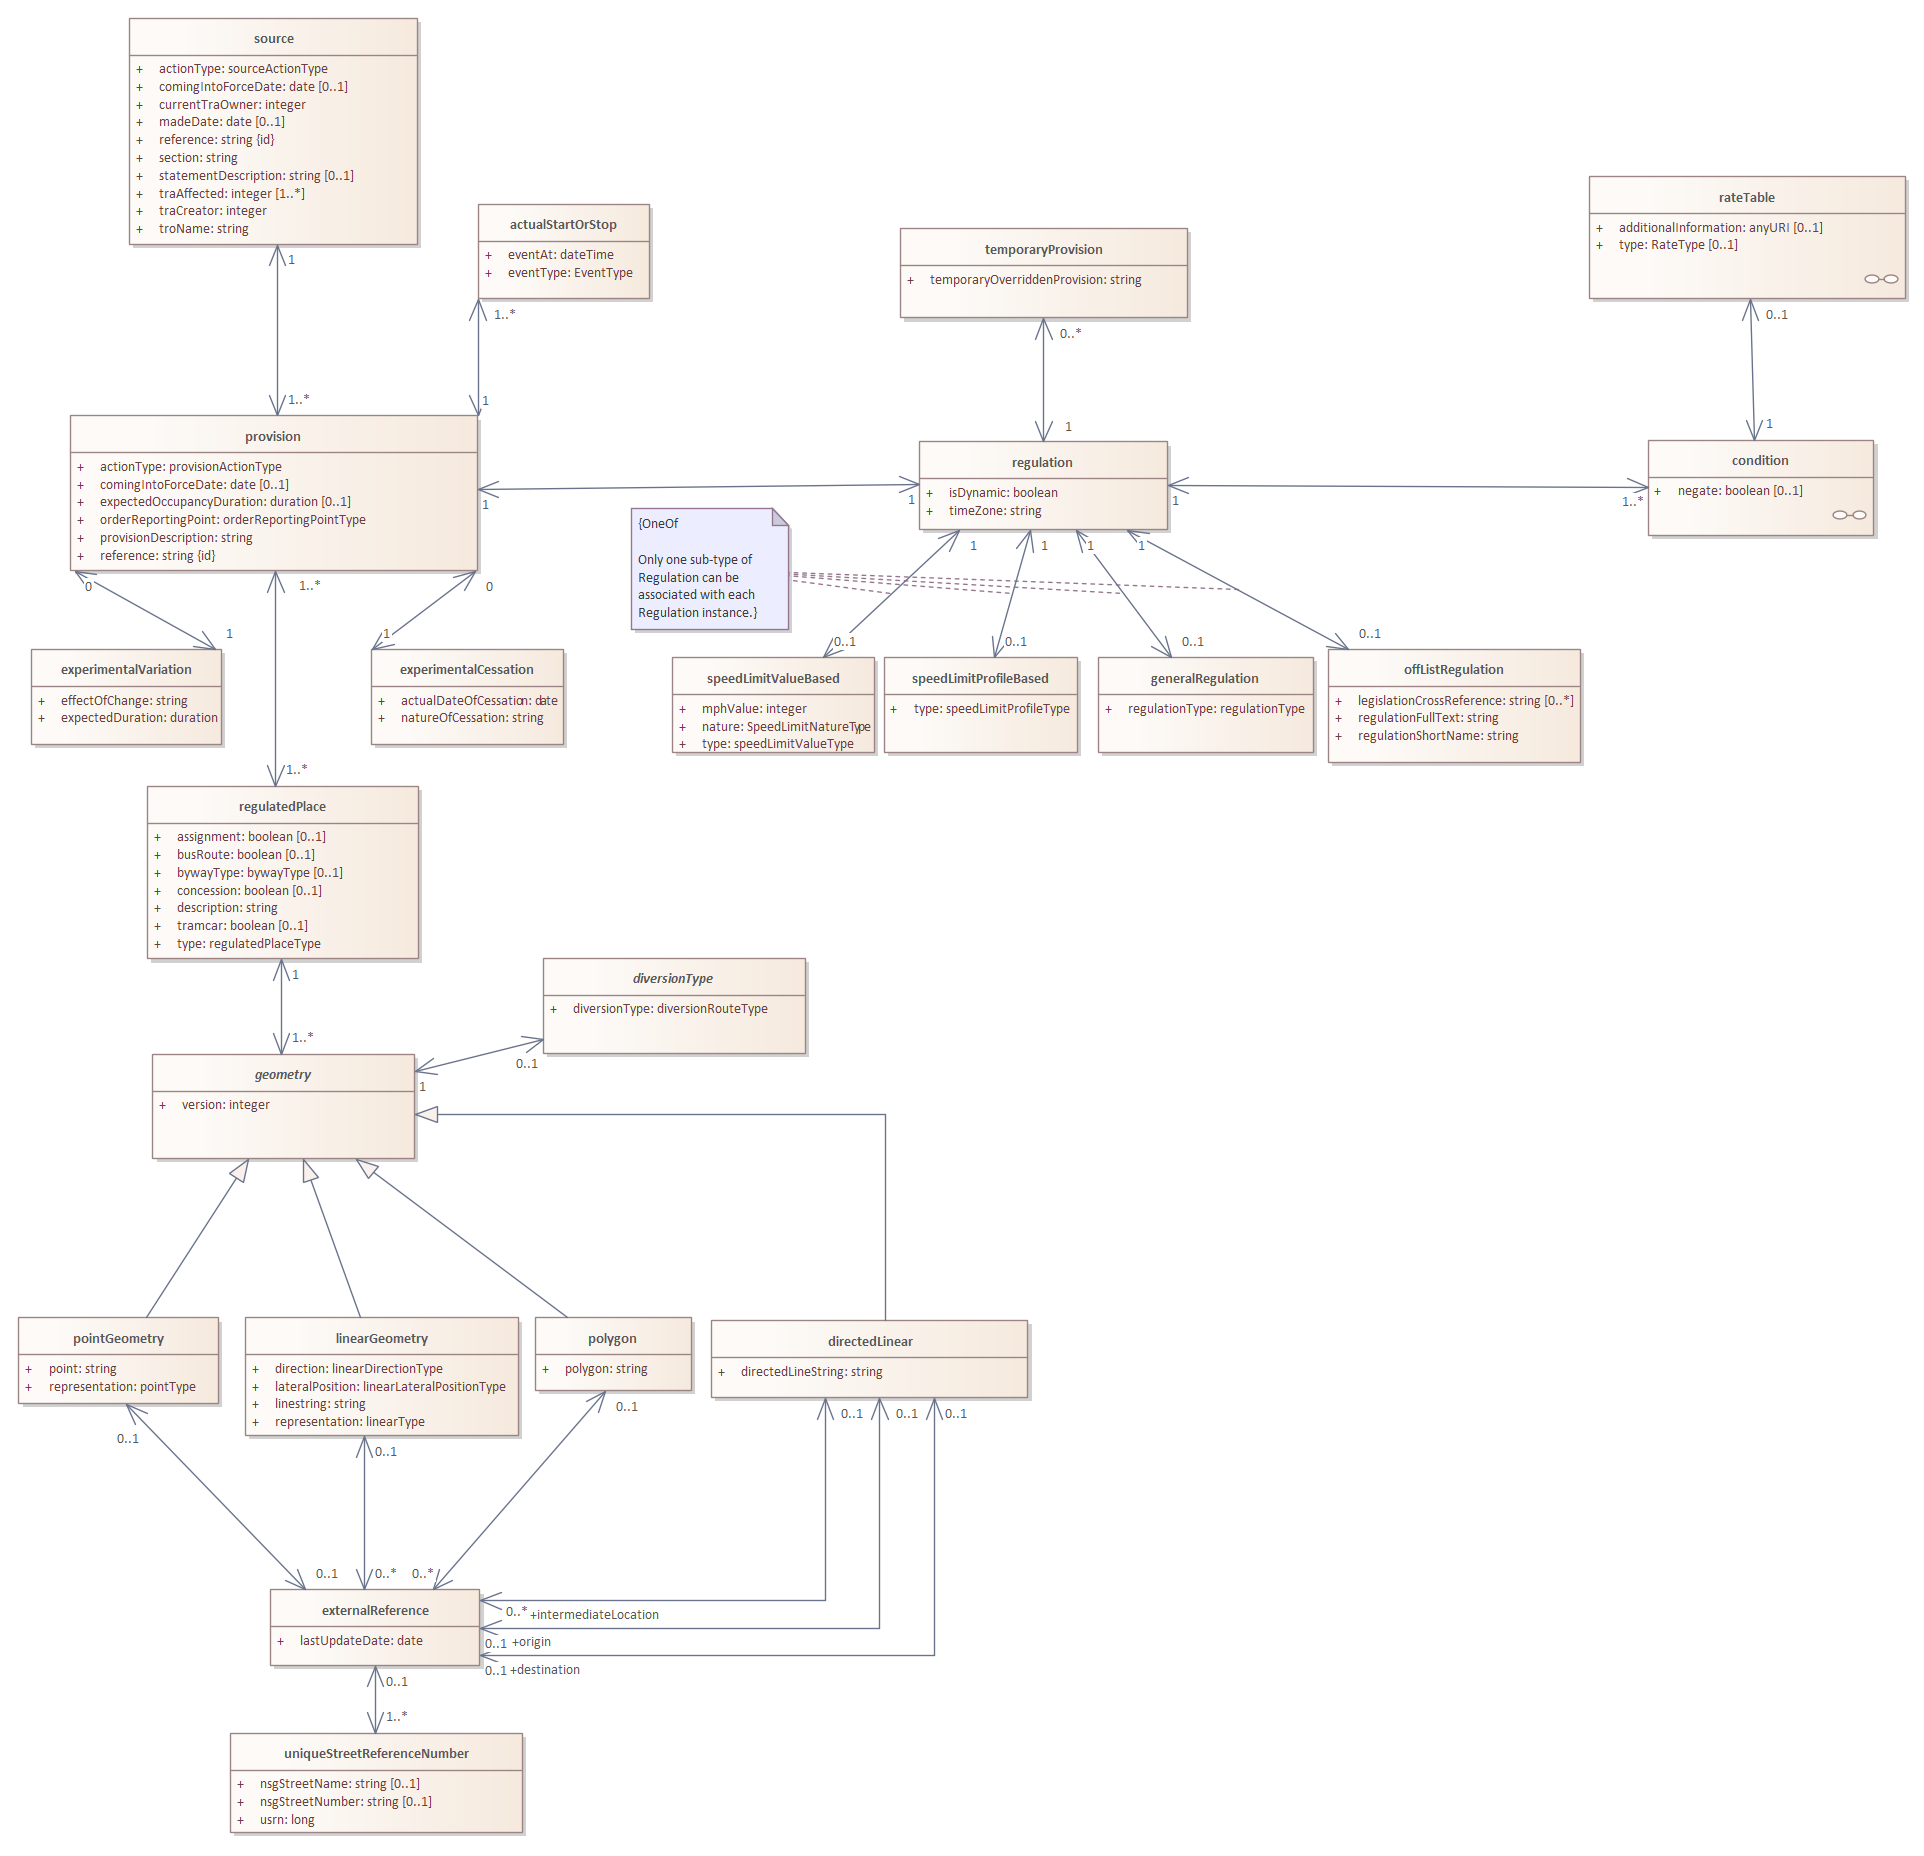 source
+ actionType: sourceActionType
+ comingIntoForceDate: date [0..1]
+ currentTraOwner: integer
+ madeDate: date [0..1]
+ reference: string {id}
+ section: string
+ statementDescription: string [0..1]
+ traAffected: integer [1..*]
+ traCreator: integer
+ troName: string
1
1..*
actualStartOrStop
+ eventAt: dateTime
+ eventType: EventType
1..*
1
temporaryProvision
+ temporaryOverriddenProvision: string
0..*
1
rateTable
+ additionalInformation: anyURI [0..1]
+ type: RateType [0..1]
0..1
1
provision
+ actionType: provisionActionType
+ comingIntoForceDate: date [0..1]
+ expectedOccupancyDuration: duration [0..1]
+ orderReportingPoint: orderReportingPointType
+ provisionDescription: string
+ reference: string {id}
1
1
regulation
+ isDynamic: boolean
+ timeZone: string
1
1..*
condition
+ negate: boolean [0..1]
{OneOf
Only one sub-type of
Regulation can be
associated with each
Regulation instance.}
1
1
1
1
0..1
0..1
0..1
0..1
0
1
1..*
0
1
experimentalVariation
+ effectOfChange: string
+ expectedDuration: duration
experimentalCessation
+ actualDateOfCessation: date
+ natureOfCessation: string
speedLimitValueBased
+ mphValue: integer
+ nature: SpeedLimitNatureType
+ type: speedLimitValueType
speedLimitProfileBased
+ type: speedLimitProfileType
generalRegulation
+ regulationType: regulationType
offListRegulation
+ legislationCrossReference: string [0..*]
+ regulationFullText: string
+ regulationShortName: string
1..*
regulatedPlace
+ assignment: boolean [0..1]
+ busRoute: boolean [0..1]
+ bywayType: bywayType [0..1]
+ concession: boolean [0..1]
+ description: string
+ tramcar: boolean [0..1]
+ type: regulatedPlaceType
1
1..*
diversionType
+ diversionType: diversionRouteType
0..1
1
geometry
+ version: integer
pointGeometry
+ point: string
+ representation: pointType
linearGeometry
+ direction: linearDirectionType
+ lateralPosition: linearLateralPositionType
+ linestring: string
+ representation: linearType
polygon
+ polygon: string
directedLinear
+ directedLineString: string
0..1
0..1
0..1
0..1
0..1
0..1
0..1
0..*
0..*
externalReference
+ lastUpdateDate: date
0..* +intermediateLocation
0..1 +origin
0..1 +destination
0..1
1..*
uniqueStreetReferenceNumber
+ nsgStreetName: string [0..1]
+ nsgStreetNumber: string [0..1]
+ usrn: long